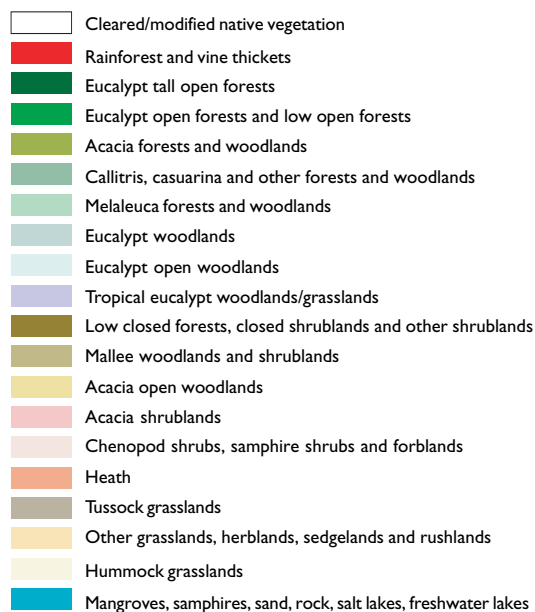 Cleared/modified native vegetation
Rainforest and vine thickets
Eucalypt tall open forests
Eucalypt open forests and low open forests
Acacia forests and woodlands
Callitris, casuarina and other forests and woodlands
Melaleuca forests and woodlands
Eucalypt woodlands
Eucalypt open woodlands
Tropical eucalypt woodlands/grasslands
Low closed forests, closed shrublands and other shrublands
Mallee woodlands and shrublands
Acacia open woodlands
Acacia shrublands
Chenopod shrubs, samphire shrubs and forblands
Heath
Tussock grasslands
Other grasslands, herblands, sedgelands and rushlands
Hummock grasslands
Mangroves, samphires, sand, rock, salt lakes, freshwater lakes